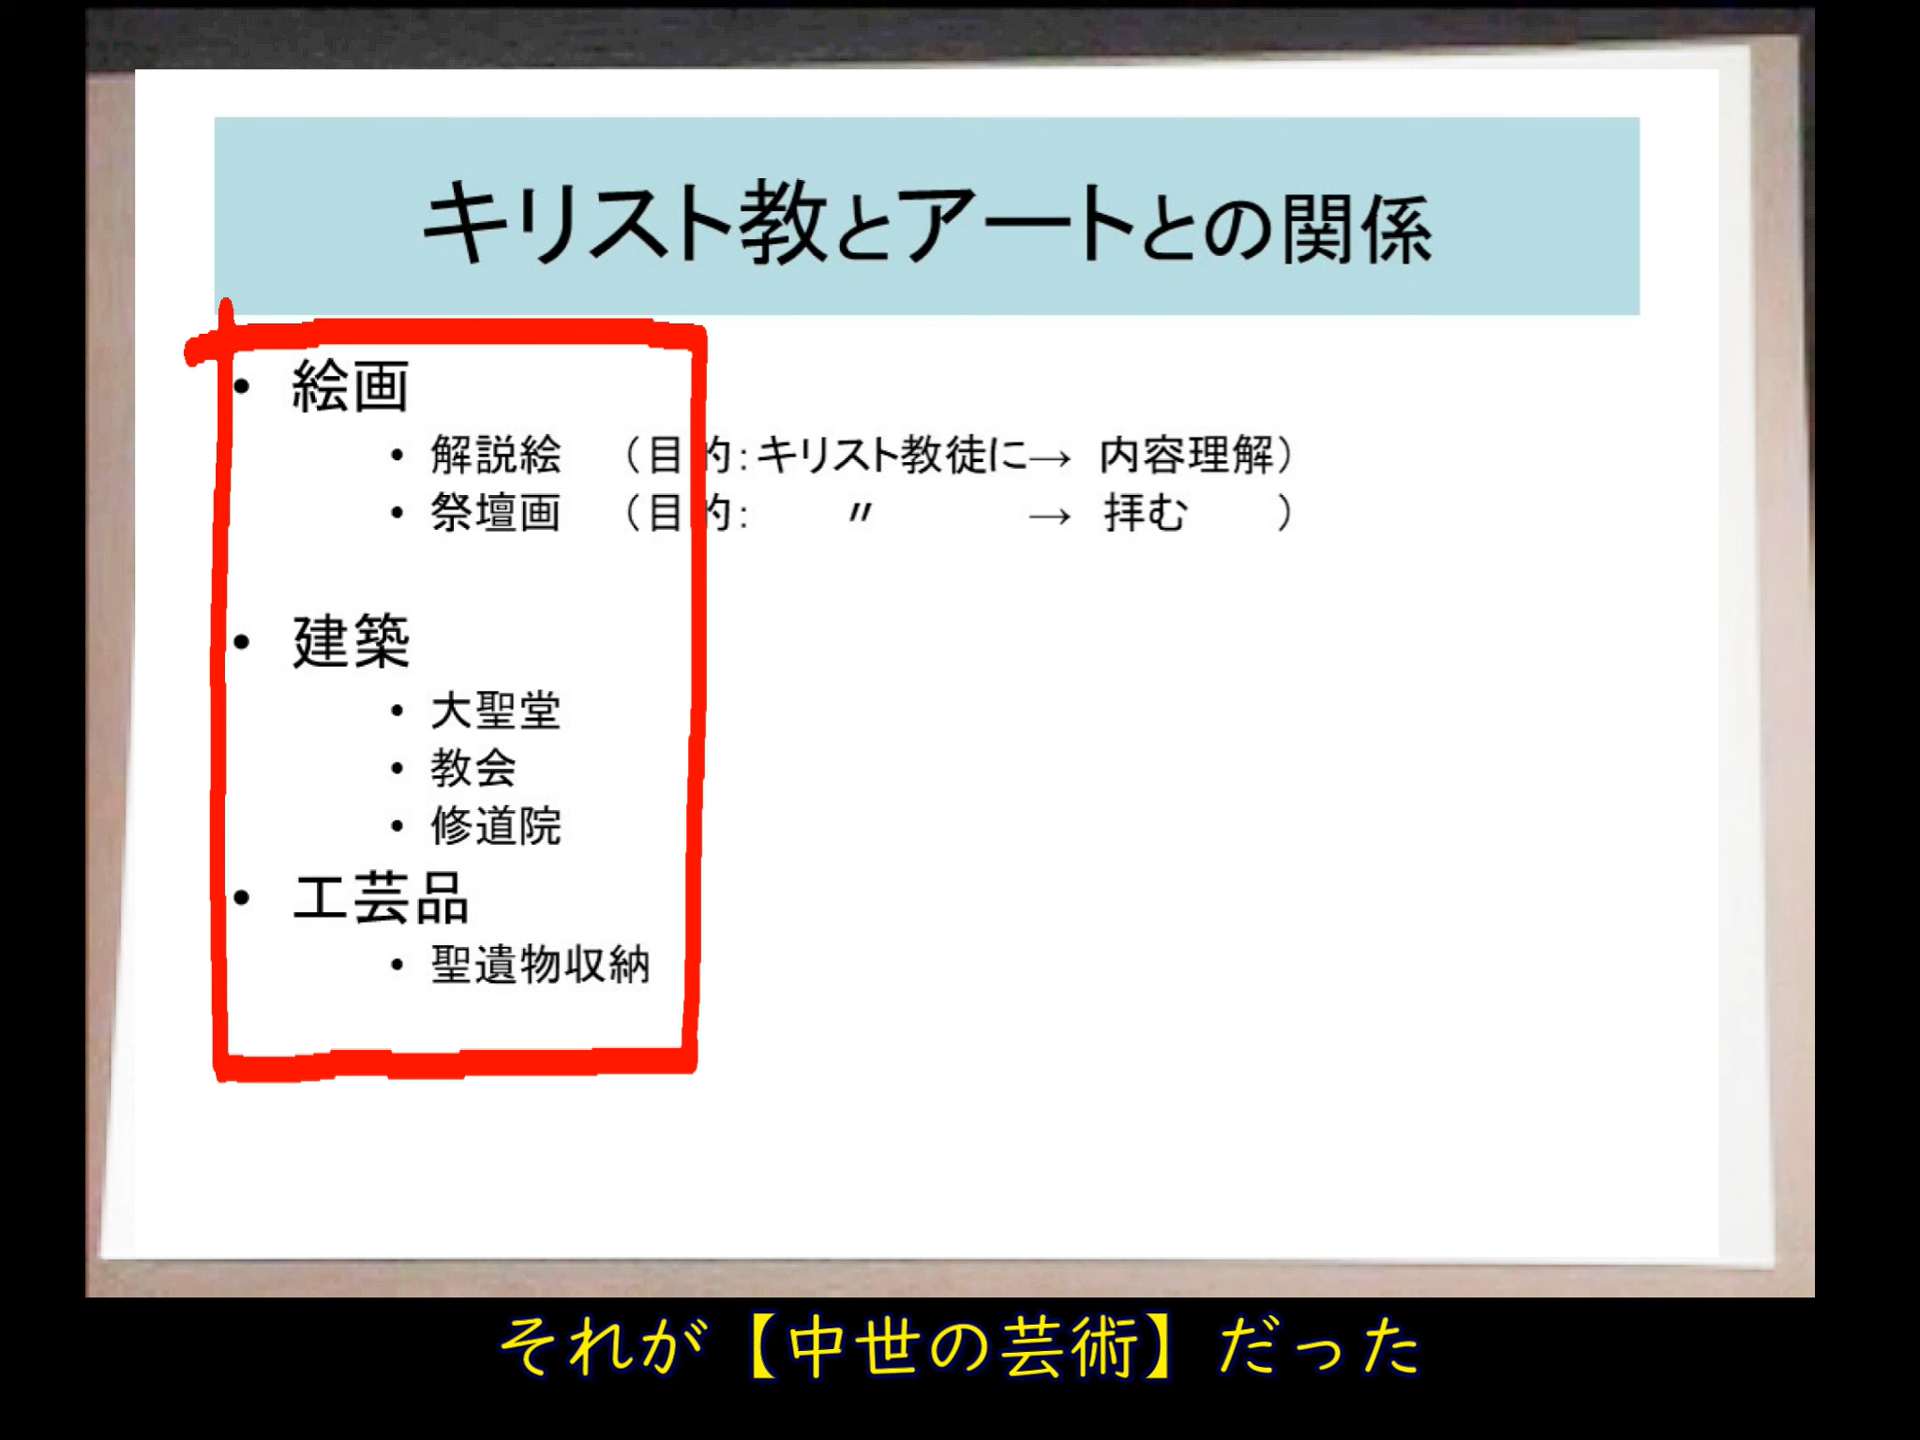 キリスト教とアートとの関係
• 絵画
• 解説絵 （目的：キリスト教徒に→ 内容理解）
• 祭壇画 （目的： 〃 → 拝む ）
• 建築
• 大聖堂
• 教会
• 修道院
• 工芸品
• 聖遺物収納
それが【中世の芸術】だった